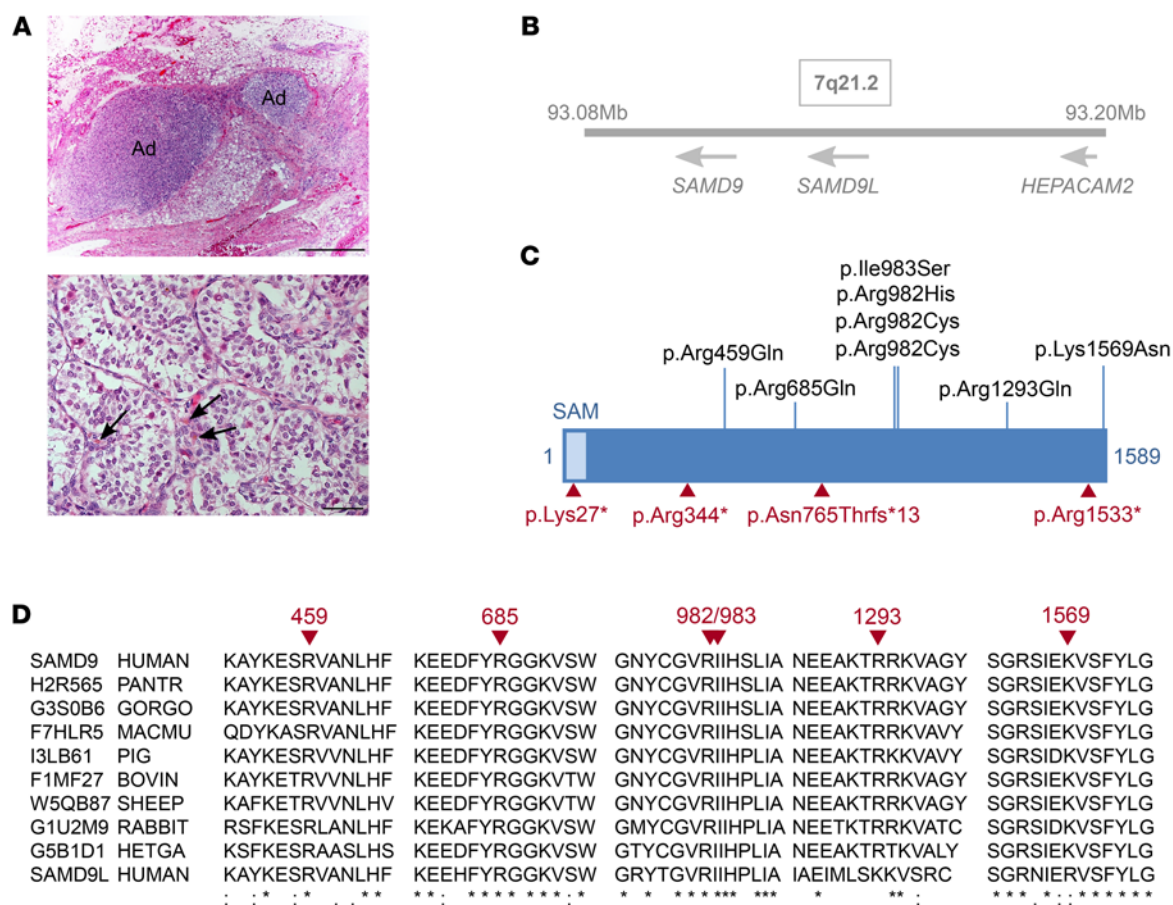 A
Ad
Ad
B
7q21.2
93.08Mb 93.20Mb
SAMD9 SAMD9L HEPACAM2
C
p.Ile983Ser
p.Arg982His
p.Arg982Cys
p.Arg459Gln p.Arg982Cys p.Lys1569Asn
p.Arg685Gln p.Arg1293Gln
SAM
1 1589
p.Lys27* p.Arg344* p.Asn765Thrfs*13 p.Arg1533*
D
459 685 982/983 1293 1569
SAMD9 HUMAN KAYKESRVANLHF KEEDFYRGGKVSW GNYCGVRIIHSLIA NEEAKTRRKVAGY SGRSIEKVSFYLG
H2R565 PANTR KAYKESRVANLHF KEEDFYRGGKVSW GNYCGVRIIHSLIA NEEAKTRRKVAGY SGRSIEKVSFYLG
G3S0B6 GORGO KAYKESRVANLHF KEEDFYRGGKVSW GNYCGVRIIHSLIA NEEAKTRRKVAGY SGRSIEKVSFYLG
F7HLR5 MACMU QDYKASRVANLHF KEEDFYRGGKVSW GNYCGVRIIHSLIA NEEAKTRRKVAVY SGRSIEKVSFYLG
I3LB61 PIG KAYKESRVVNLHF KEEDFYRGGKVSW GNYCGVRIIHPLIA NEEAKTRKKVAVY SGRSIDKVSFYLG
F1MF27 BOVIN KAYKETRVVNLHF KEEDFYRGGKVTW GNYCGVRIIHPLIA NEEAKTRRKVAGY SGRSIEKVSFYLG
W5QB87 SHEEP KAFKETRVVNLHV KEEDFYRGGKVTW GNYCGVRIIHPLIA NEEAKTRRKVAGY SGRSIEKVSFYLG
G1U2M9 RABBIT RSFKESRLANLHF KEKAFYRGGKVSW GMYCGVRIIHPLIA NEETKTRRKVATC SGRSIDKVSFYLG
G5B1D1 HETGA KSFKESRAASLHS KEEDFYRGGKVSW GTYCGVRIIHPLIA NEEAKTRTKVALY SGRSIEKVSFYLG
SAMD9L HUMAN KAYKESRVANLHF KEEHFYRGGKVSW GRYTGVRIIHPLIA IAEIMLSKKVSRC SGRNIERVSFYLG